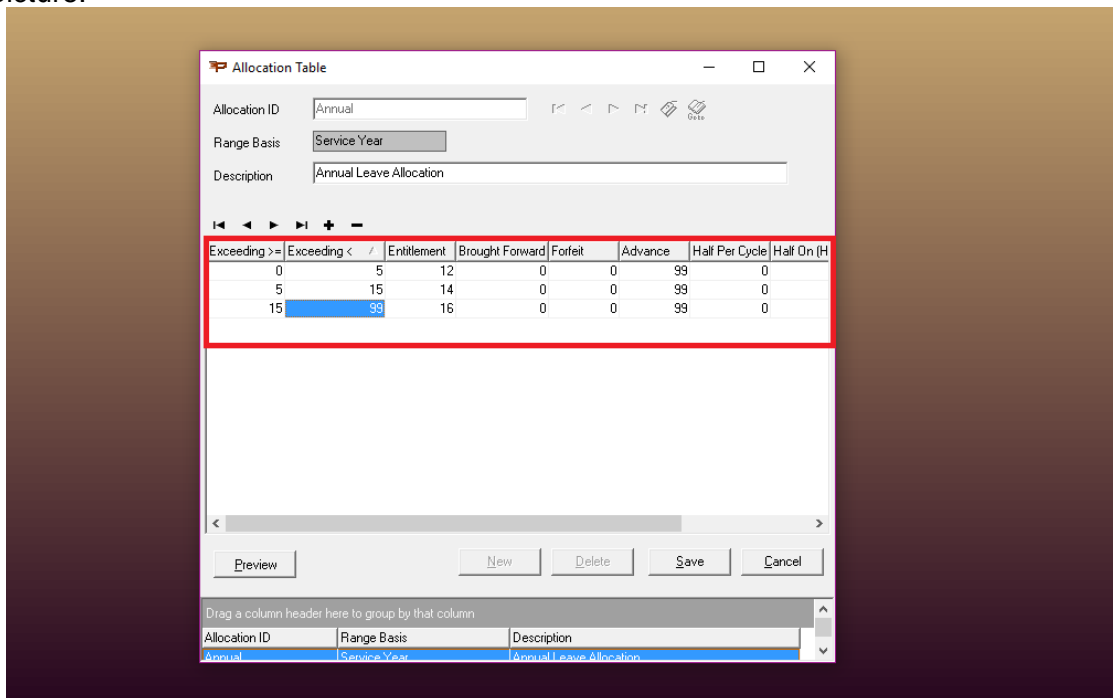 Allocation Table
Allocation ID Annual
Goto
Range Basis Service Year
Description Annual Leave Allocation
Exceeding >= Exceeding < Entitlement Brought Forward Forfeit Advance Half Per Cycle Half On (H
0 5 12 0 0 99 0
5 15 14 0 0 99 0
15 99 16 0 0 99 0
Preview New Delete Save Cancel
Drag a column header here to group by that column
Allocation ID Range Basis Description
Annual Service Year Annual Leave Allocation